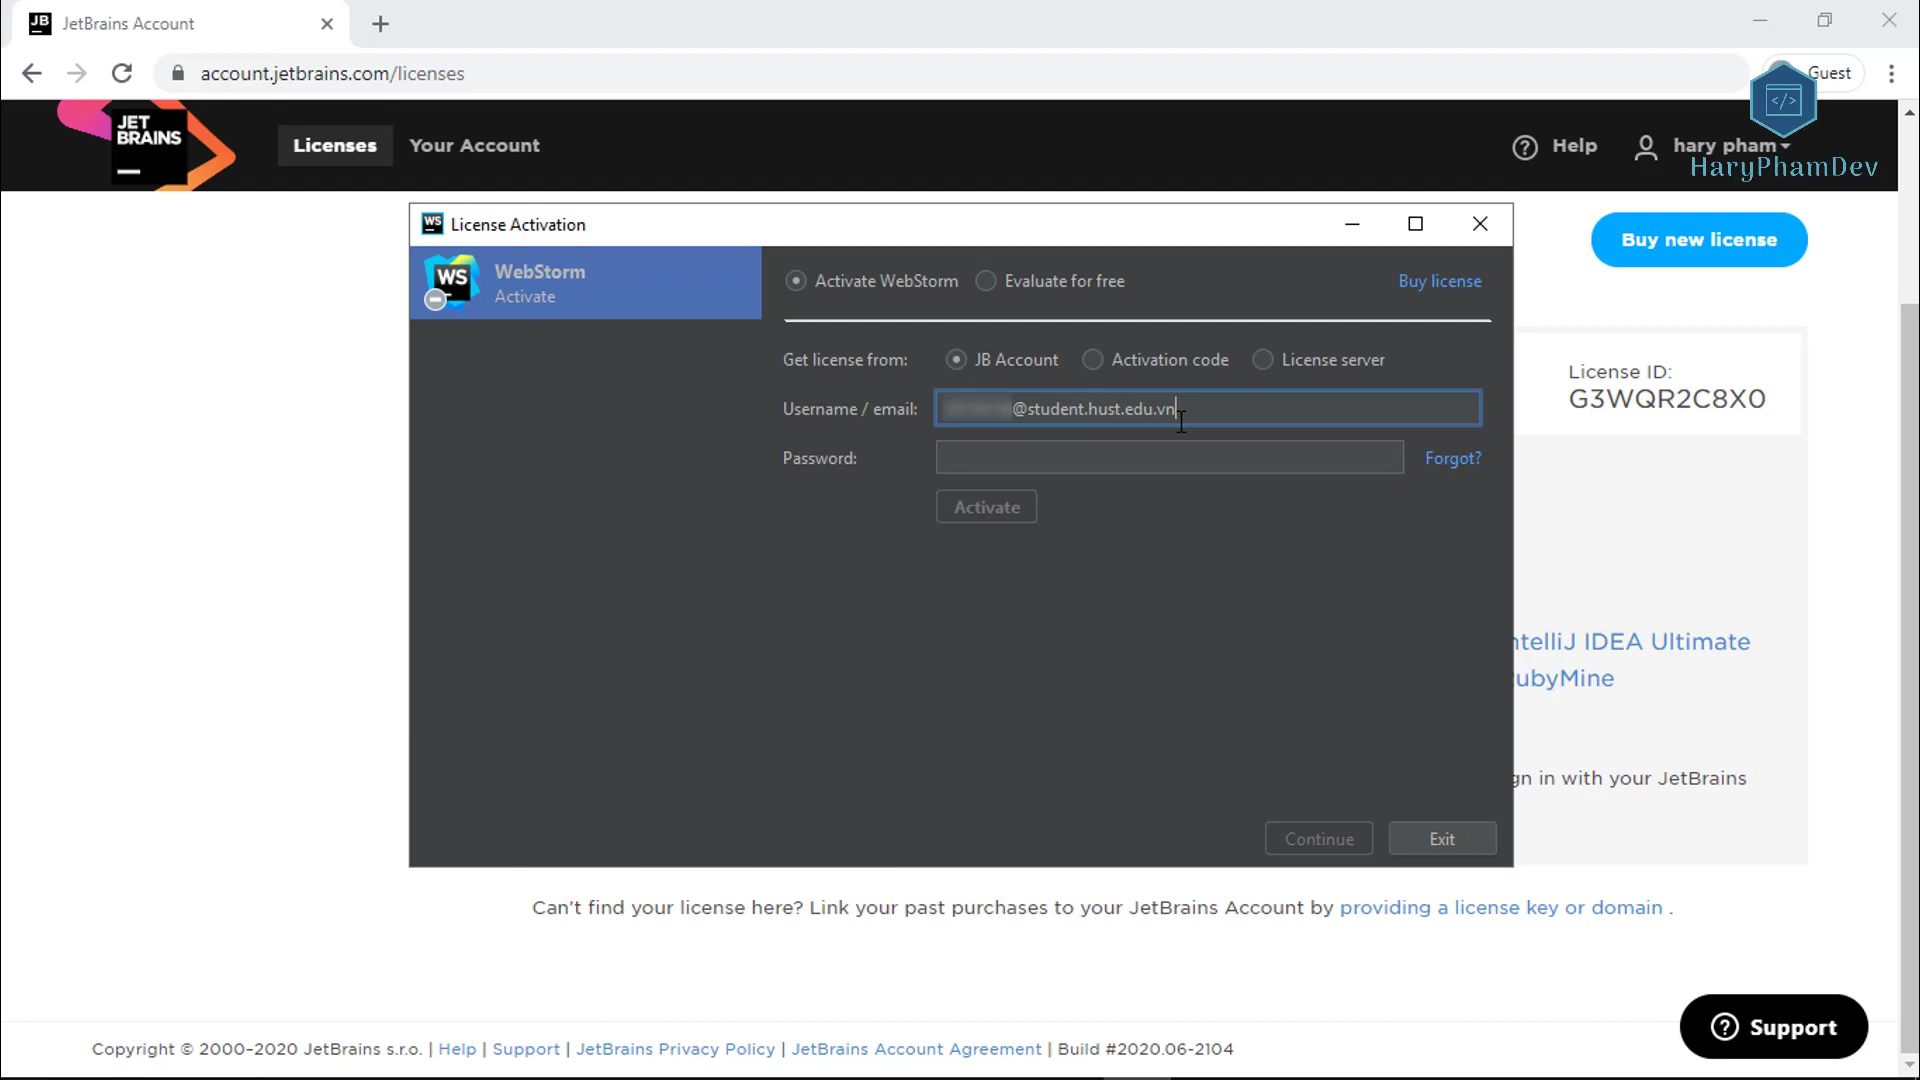 JB
JetBrains Account
account.jetbrains.com/licenses
Guest
JET
BRAINS
Licenses
Your Account
Help
hary pham
</>
HaryPhamDev
WS
License Activation
Buy new license
WS
WebStorm
Activate
Activate WebStorm
Evaluate for free
Buy license
Get license from:
JB Account
Activation code
License server
License ID:
G3WQR2C8X0
Username / email:
@student.hust.edu.vn
Password:
Forgot?
Activate
ntelliJ IDEA Ultimate
ubyMine
gn in with your JetBrains
Continue
Exit
Can't find your license here? Link your past purchases to your JetBrains Account by providing a license key or domain .
Support
Copyright © 2000–2020 JetBrains s.r.o. | Help | Support | JetBrains Privacy Policy | JetBrains Account Agreement | Build #2020.06-2104